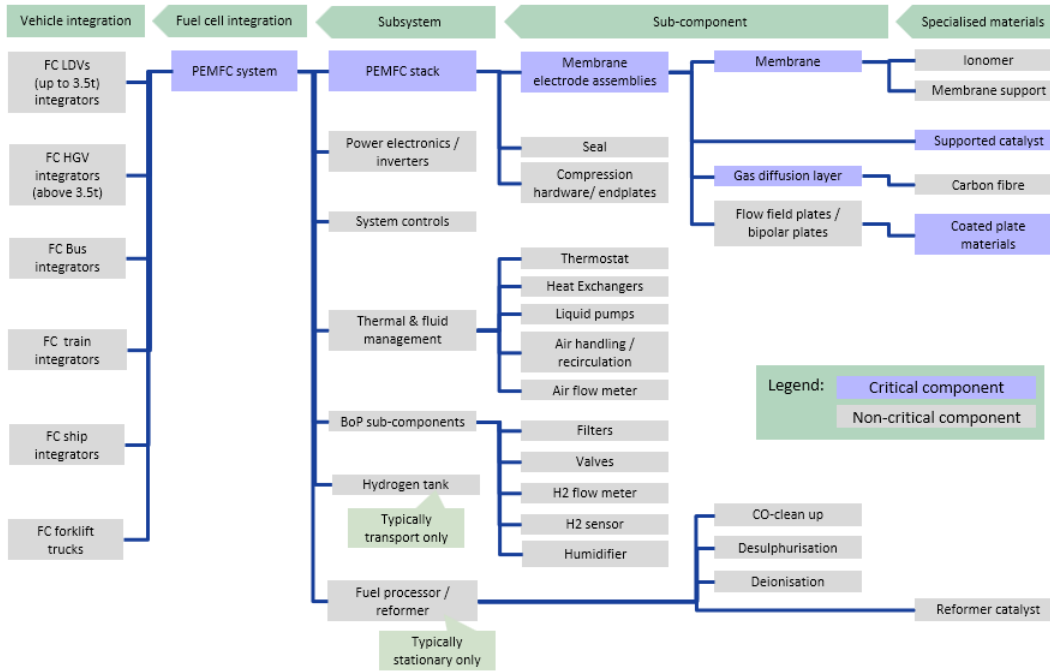 Vehicle integration
Fuel cell integration
Subsystem
Sub-component
Specialised materials
FC LDVs
(up to 3.5t)
integrators
FC HGV
integrators
(above 3.5t)
FC Bus
integrators
FC  train
integrators
FC ship
integrators
FC forklift
trucks
PEMFC system
PEMFC stack
Power electronics /
inverters
System controls
Thermal & fluid
management
BoP sub-components
Hydrogen tank
Typically
transport only
Fuel processor /
reformer
Typically
stationary only
Membrane
electrode assemblies
Seal
Compression
hardware/ endplates
Thermostat
Heat Exchangers
Liquid pumps
Air handling /
recirculation
Air flow meter
Filters
Valves
H2 flow meter
H2 sensor
Humidifier
Membrane
Gas diffusion layer
Flow field plates /
bipolar plates
CO-clean up
Desulphurisation
Deionisation
Ionomer
Membrane support
Supported catalyst
Carbon fibre
Coated plate
materials
Reformer catalyst
Legend:
Critical component
Non-critical component